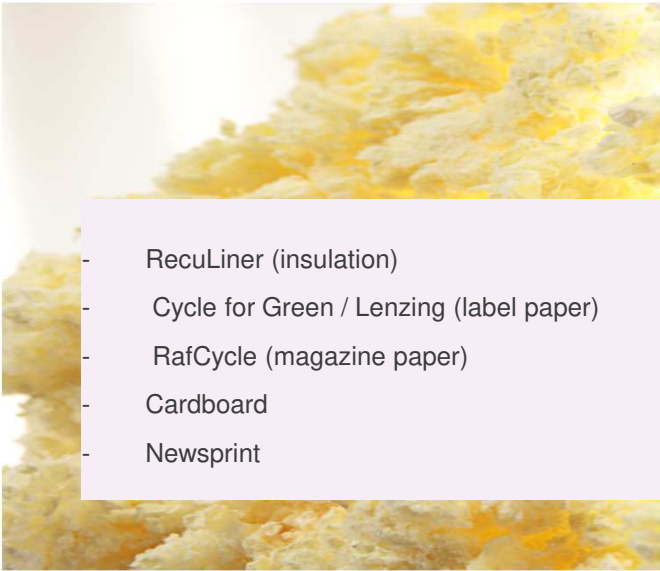 - RecuLiner (insulation)
- Cycle for Green / Lenzing (label paper)
- RafCycle (magazine paper)
- Cardboard
- Newsprint